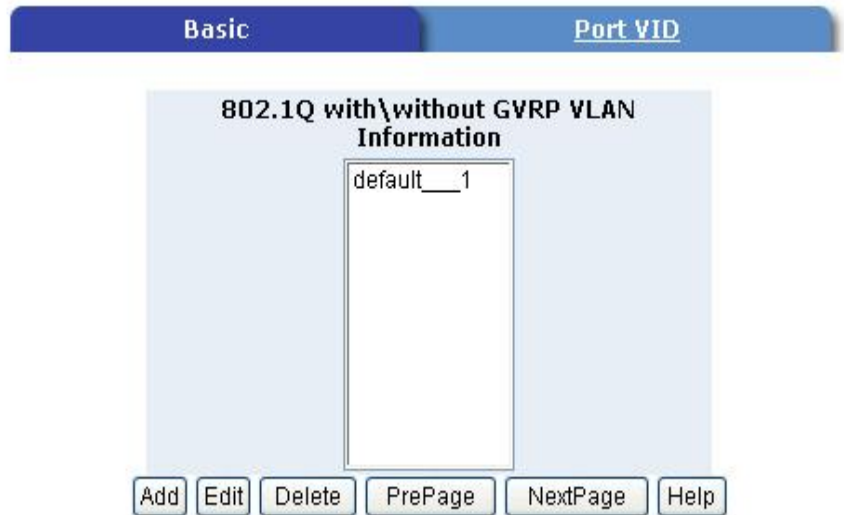 Basic Port VID
802.1Q with\without GVRP VLAN
Information
default___1
Add Edit Delete PrePage NextPage Help